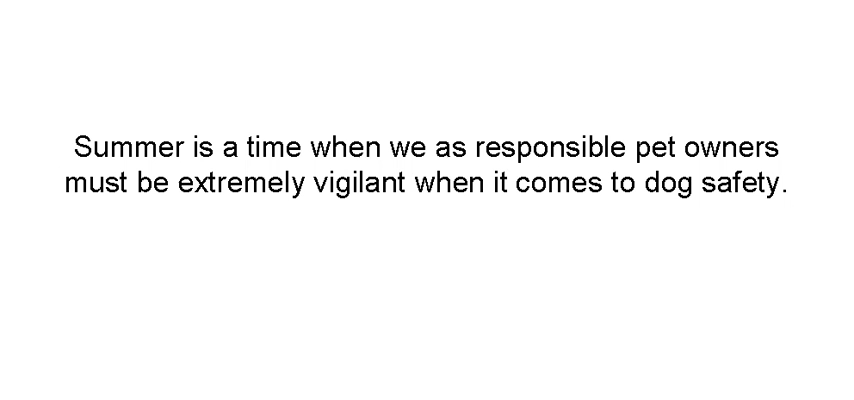 Summer is a time when we as responsible pet owners
must be extremely vigilant when it comes to dog safety.